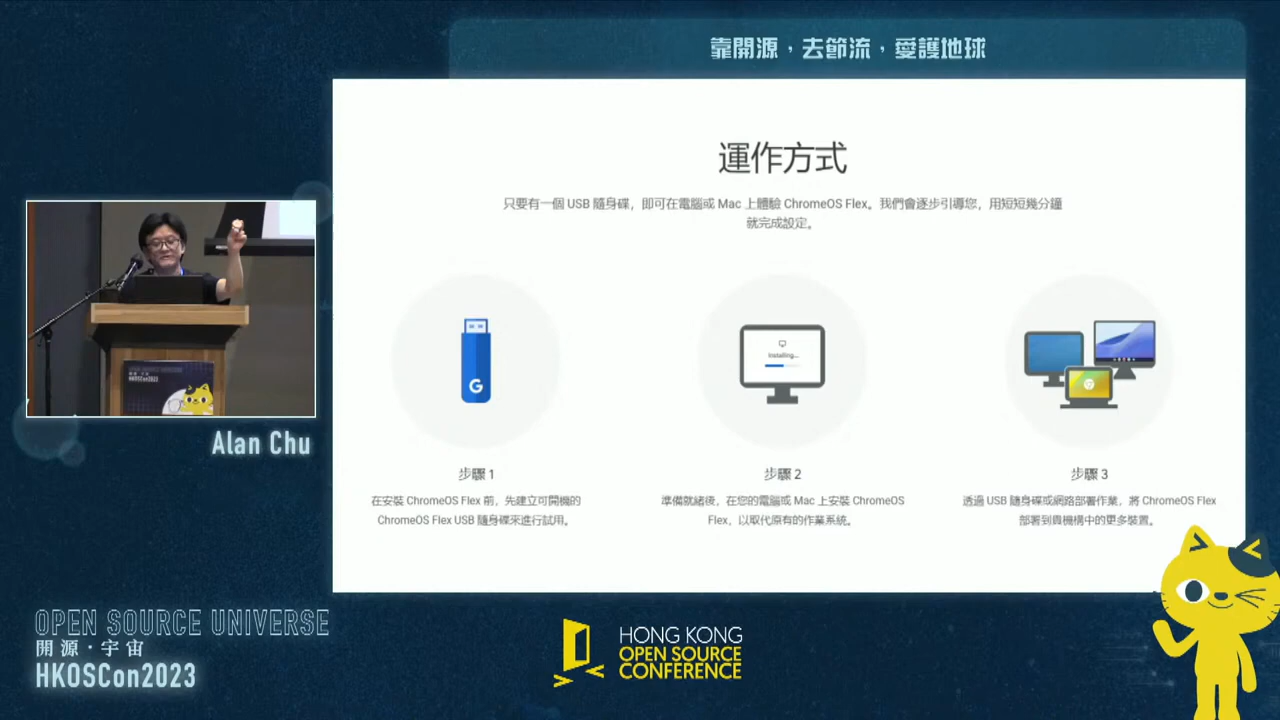 靠開源，去節流，愛護地球
運作方式
只要有一個 USB 隨身碟，即可在電腦或 Mac 上體驗 ChromeOS Flex。我們會逐步引導您，用短短幾分鐘
就完成設定。
G
Installing...
步驟 1
在安裝 ChromeOS Flex 前，先建立可開機的
ChromeOS Flex USB 隨身碟來進行試用。
步驟 2
準備就緒後，在您的電腦或 Mac 上安裝 ChromeOS
Flex，以取代原有的作業系統。
步驟 3
透過 USB 隨身碟或網路部署作業，將 ChromeOS Flex
部署到貴機構中的更多裝置。
HKOSCon2023
Alan Chu
OPEN SOURCE UNIVERSE
開源·宇宙
HKOSCon2023
HONG KONG
OPEN SOURCE
CONFERENCE